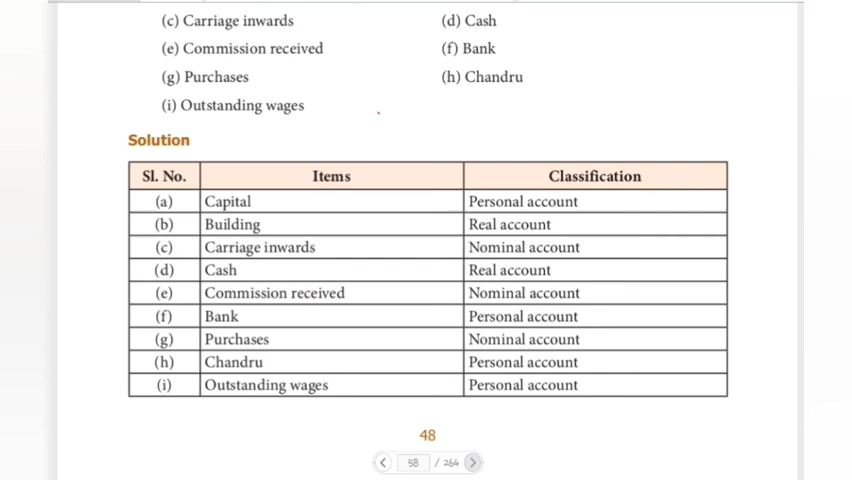 (c) Carriage inwards (d) Cash
(e) Commission received (f) Bank
(g) Purchases (h) Chandru
(i) Outstanding wages
Solution
Sl. No. Items Classification
(a) Capital Personal account
(b) Building Real account
(c) Carriage inwards Nominal account
(d) Cash Real account
(e) Commission received Nominal account
(f) Bank Personal account
(g) Purchases Nominal account
(h) Chandru Personal account
(i) Outstanding wages Personal account
48
58 / 264